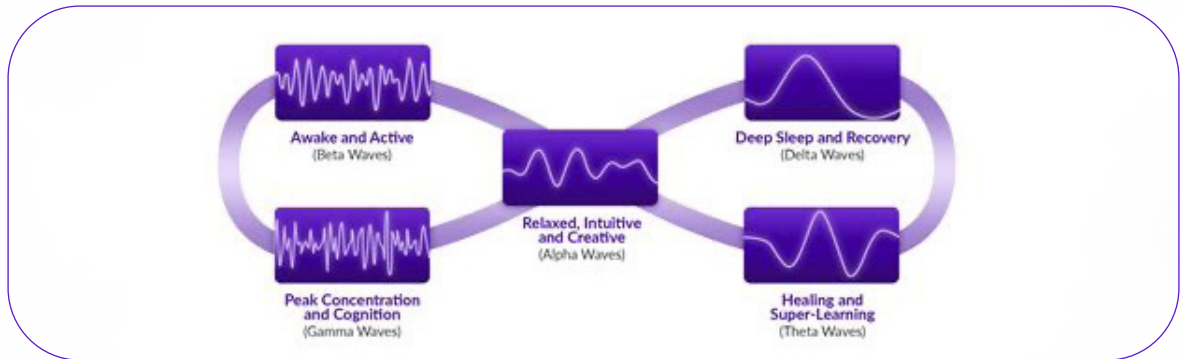 Awake and Active
(Beta Waves)
Deep Sleep and Recovery
(Delta Waves)
Relaxed, Intuitive
and Creative
(Alpha Waves)
Peak Concentration
and Cognition
(Gamma Waves)
Healing and
Super-Learning
(Theta Waves)